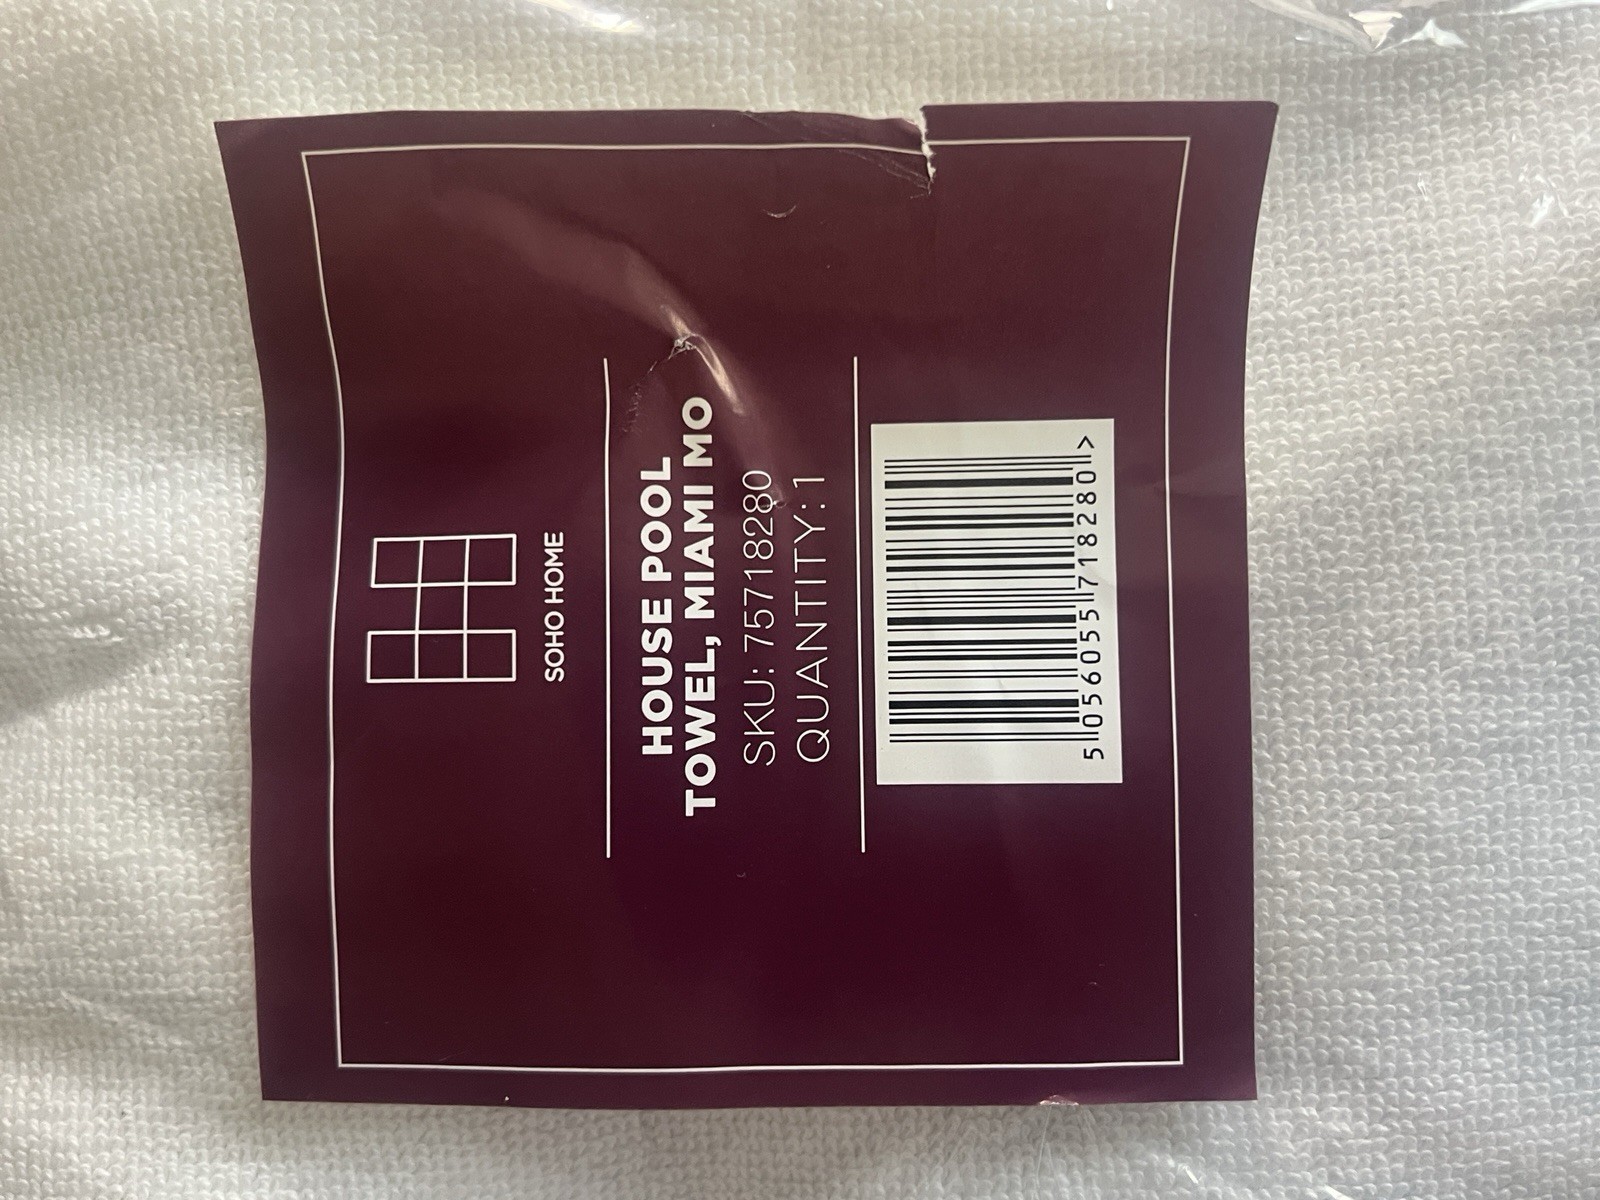 SOHO HOME
HOUSE POOL
TOWEL, MIAMI MO
SKU: 75718280
QUANTITY: 1
5 056055 718280 >